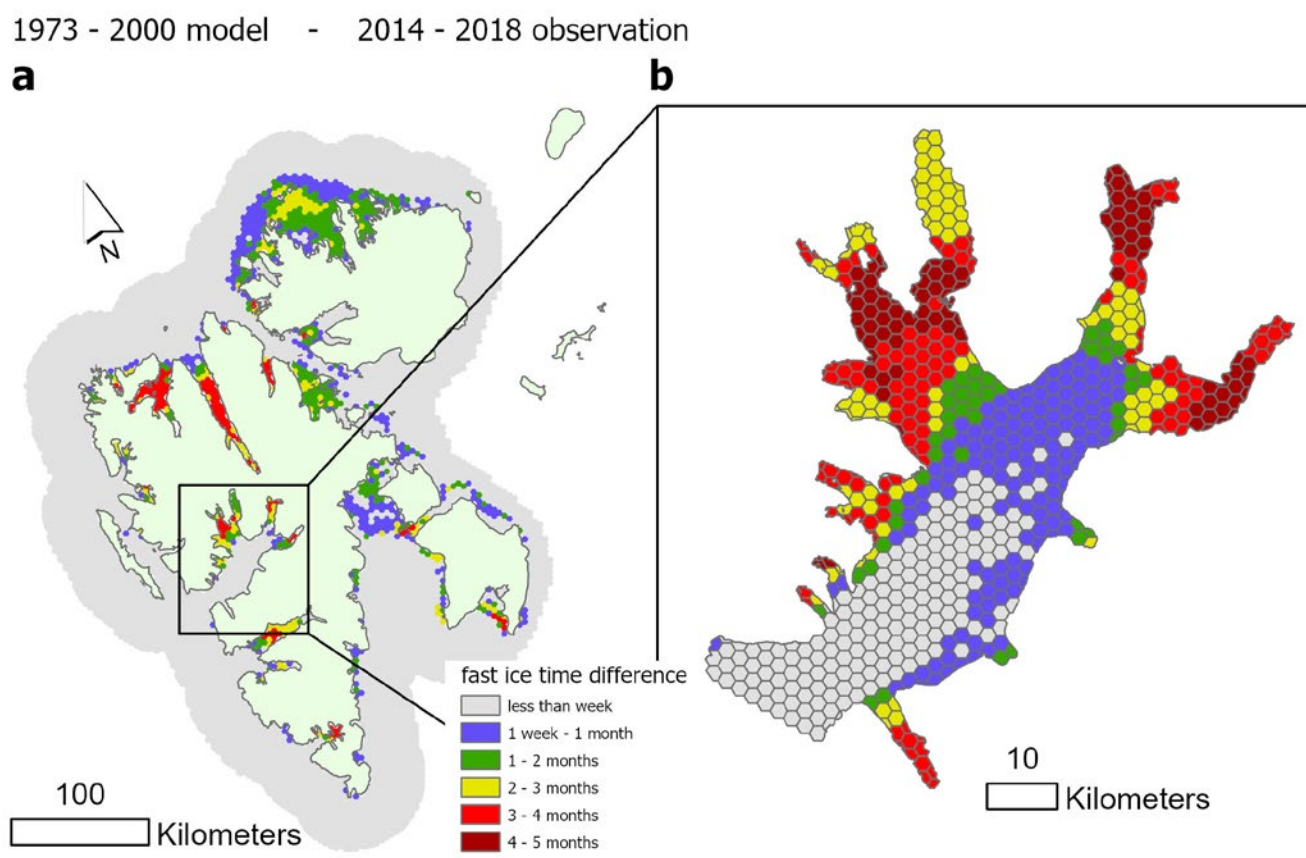 1973 - 2000 model - 2014 - 2018 observation
a
b
N
fast ice time difference
less than week
1 week - 1 month
1 - 2 months
2 - 3 months
3 - 4 months
4 - 5 months
100
Kilometers
10
Kilometers